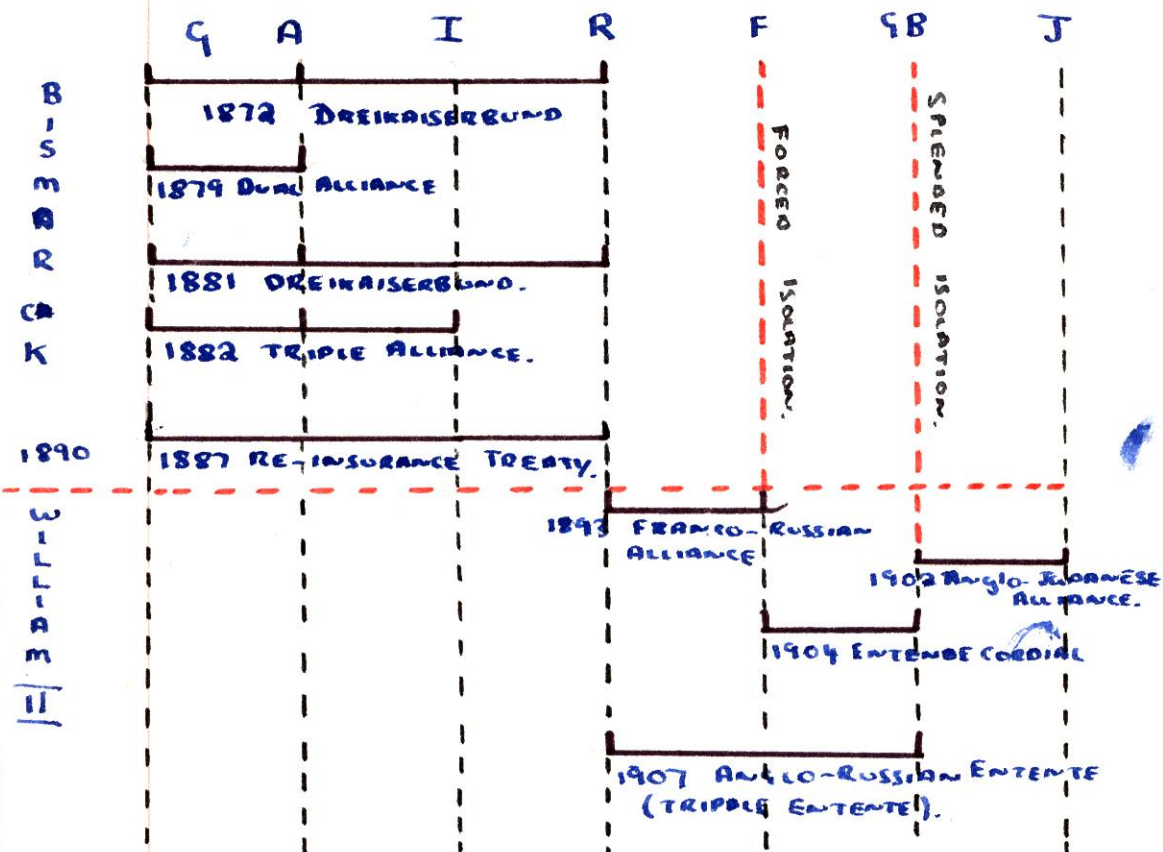 G A I R F GB J
BISMARCK
1872 DREIKAISERBUND
1879 DUAL ALLIANCE
1881 DREIKAISERBUND.
1882 TRIPLE ALLIANCE.
1887 RE-INSURANCE TREATY.
FORCED ISOLATION.
SPLENDED ISOLATION.
1890
WILLIAM II
1893 FRANCO-RUSSIAN
ALLIANCE
1902 ANGLO-JAPANESE
ALLIANCE.
1904 ENTENDE CORDIAL
1907 ANGLO-RUSSIAN ENTENTE
(TRIPPLE ENTENTE).